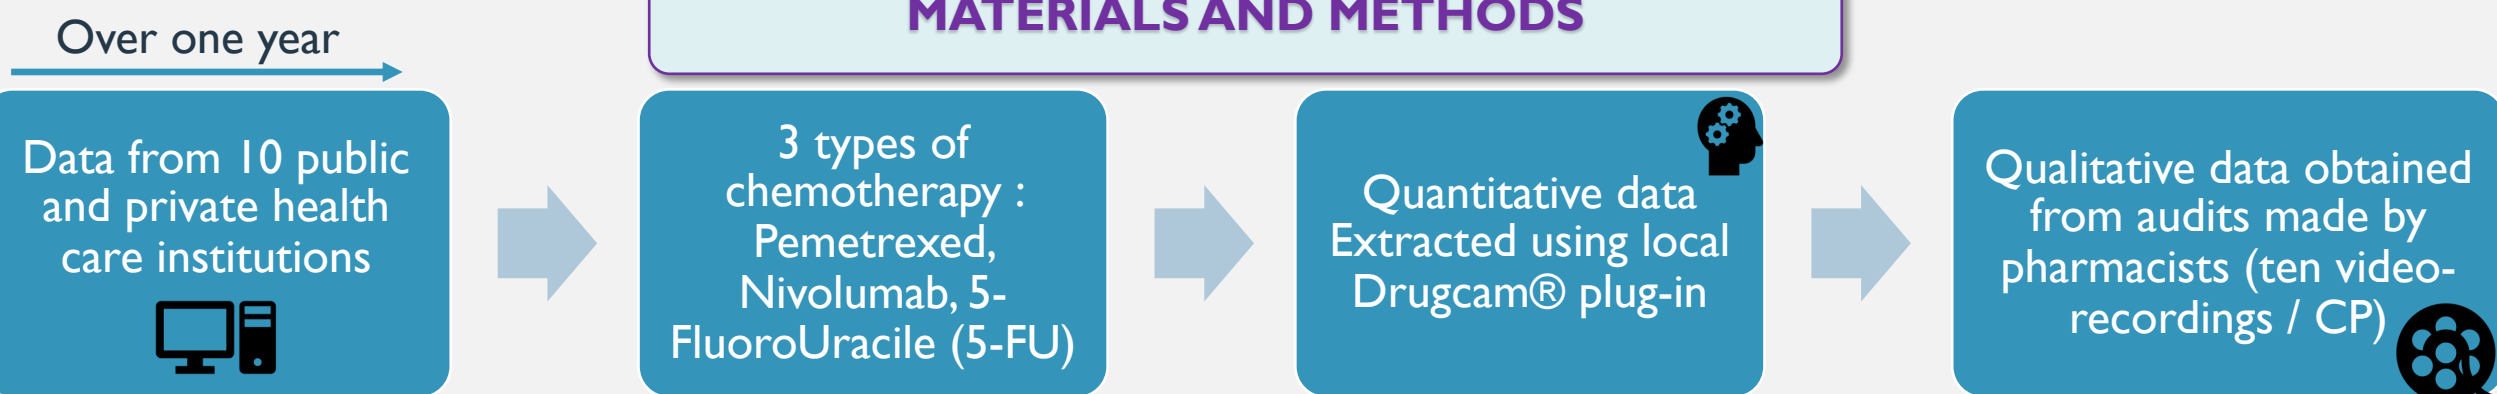 MATERIALS AND METHODS
Over one year
Data from 10 public
and private health
care institutions
3 types of
chemotherapy :
Pemetrexed,
Nivolumab, 5-
FluoroUracile (5-FU)
Quantitative data
Extracted using local
Drugcam® plug-in
Qualitative data obtained
from audits made by
pharmacists (ten video-
recordings / CP)